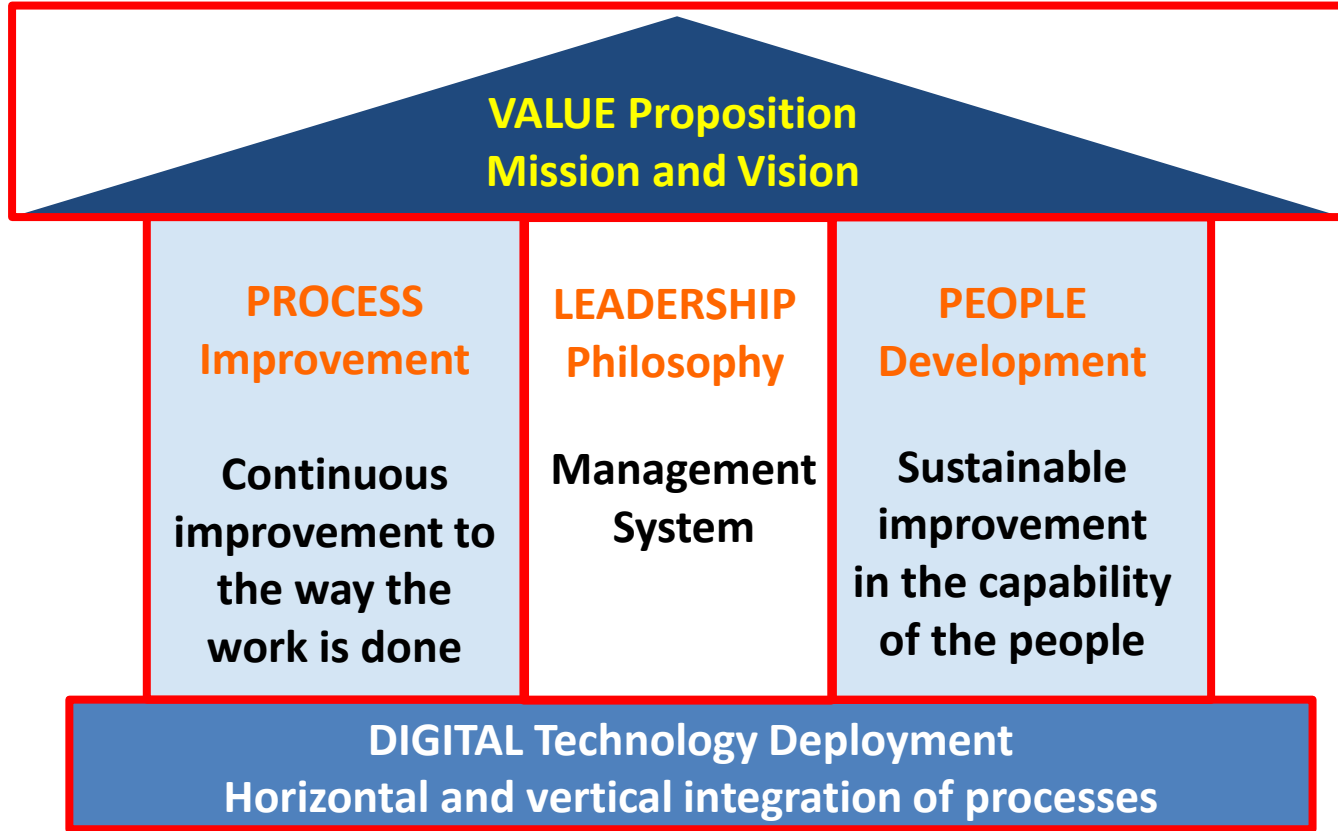 VALUE Proposition
Mission and Vision
PROCESS
Improvement
Continuous
improvement to
the way the
work is done
LEADERSHIP
Philosophy
Management
System
PEOPLE
Development
Sustainable
improvement
in the capability
of the people
DIGITAL Technology Deployment
Horizontal and vertical integration of processes